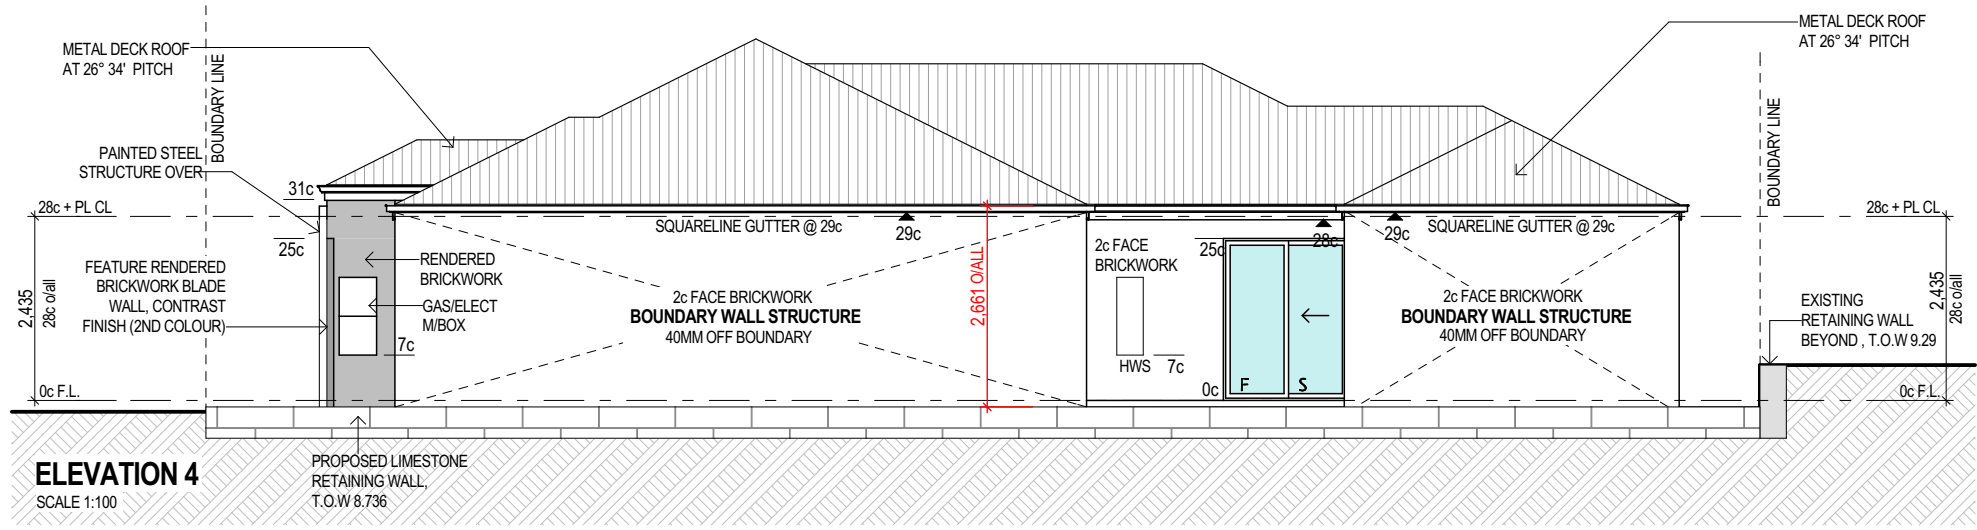 METAL DECK ROOF
AT 26° 34' PITCH
METAL DECK ROOF
AT 26° 34' PITCH
BOUNDARY LINE
BOUNDARY LINE
PAINTED STEEL
STRUCTURE OVER
31c
28c + PL CL
28c + PL CL
25c
SQUARELINE GUTTER @ 29c
29c
28c
29c
SQUARELINE GUTTER @ 29c
FEATURE RENDERED
BRICKWORK BLADE
WALL, CONTRAST
FINISH (2ND COLOUR)
RENDERED
BRICKWORK
GAS/ELECT
M/BOX
7c
2,435
28c o/all
2c FACE BRICKWORK
BOUNDARY WALL STRUCTURE
40MM OFF BOUNDARY
2,661 O/ALL
2c FACE
BRICKWORK
25c
HWS
7c
0c
F
S
2c FACE BRICKWORK
BOUNDARY WALL STRUCTURE
40MM OFF BOUNDARY
EXISTING
RETAINING WALL
BEYOND , T.O.W 9.29
2,435
28c o/all
0c F.L.
0c F.L.
ELEVATION 4
SCALE 1:100
PROPOSED LIMESTONE
RETAINING WALL,
T.O.W 8.736